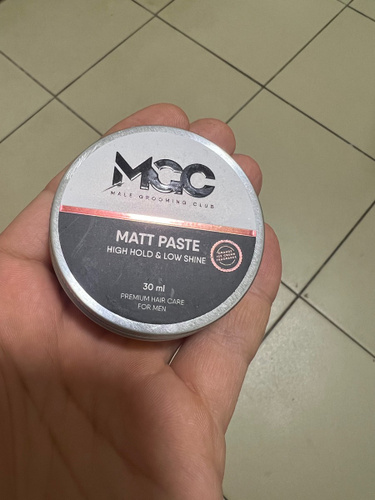 MGC
MALE GROOMING CLUB
MATT PASTE
HIGH HOLD & LOW SHINE
30 ml
PREMIUM HAIR CARE
FOR MEN